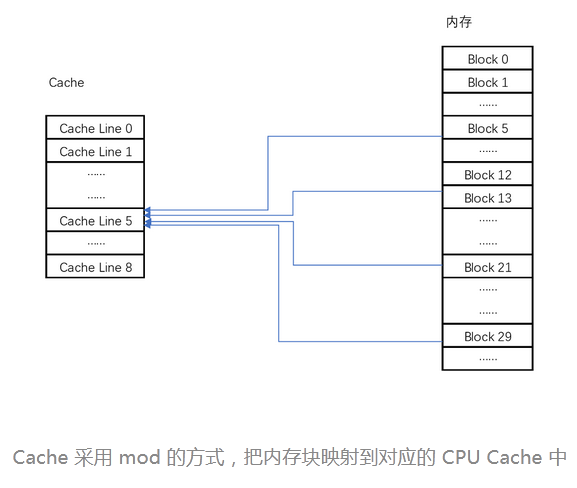 内存
Block 0
Block 1
……
Block 5
……
Block 12
Block 13
……
……
Block 21
……
……
Block 29
……
Cache
Cache Line 0
Cache Line 1
……
……
Cache Line 5
……
Cache Line 8
Cache 采用 mod 的方式，把内存块映射到对应的 CPU Cache 中